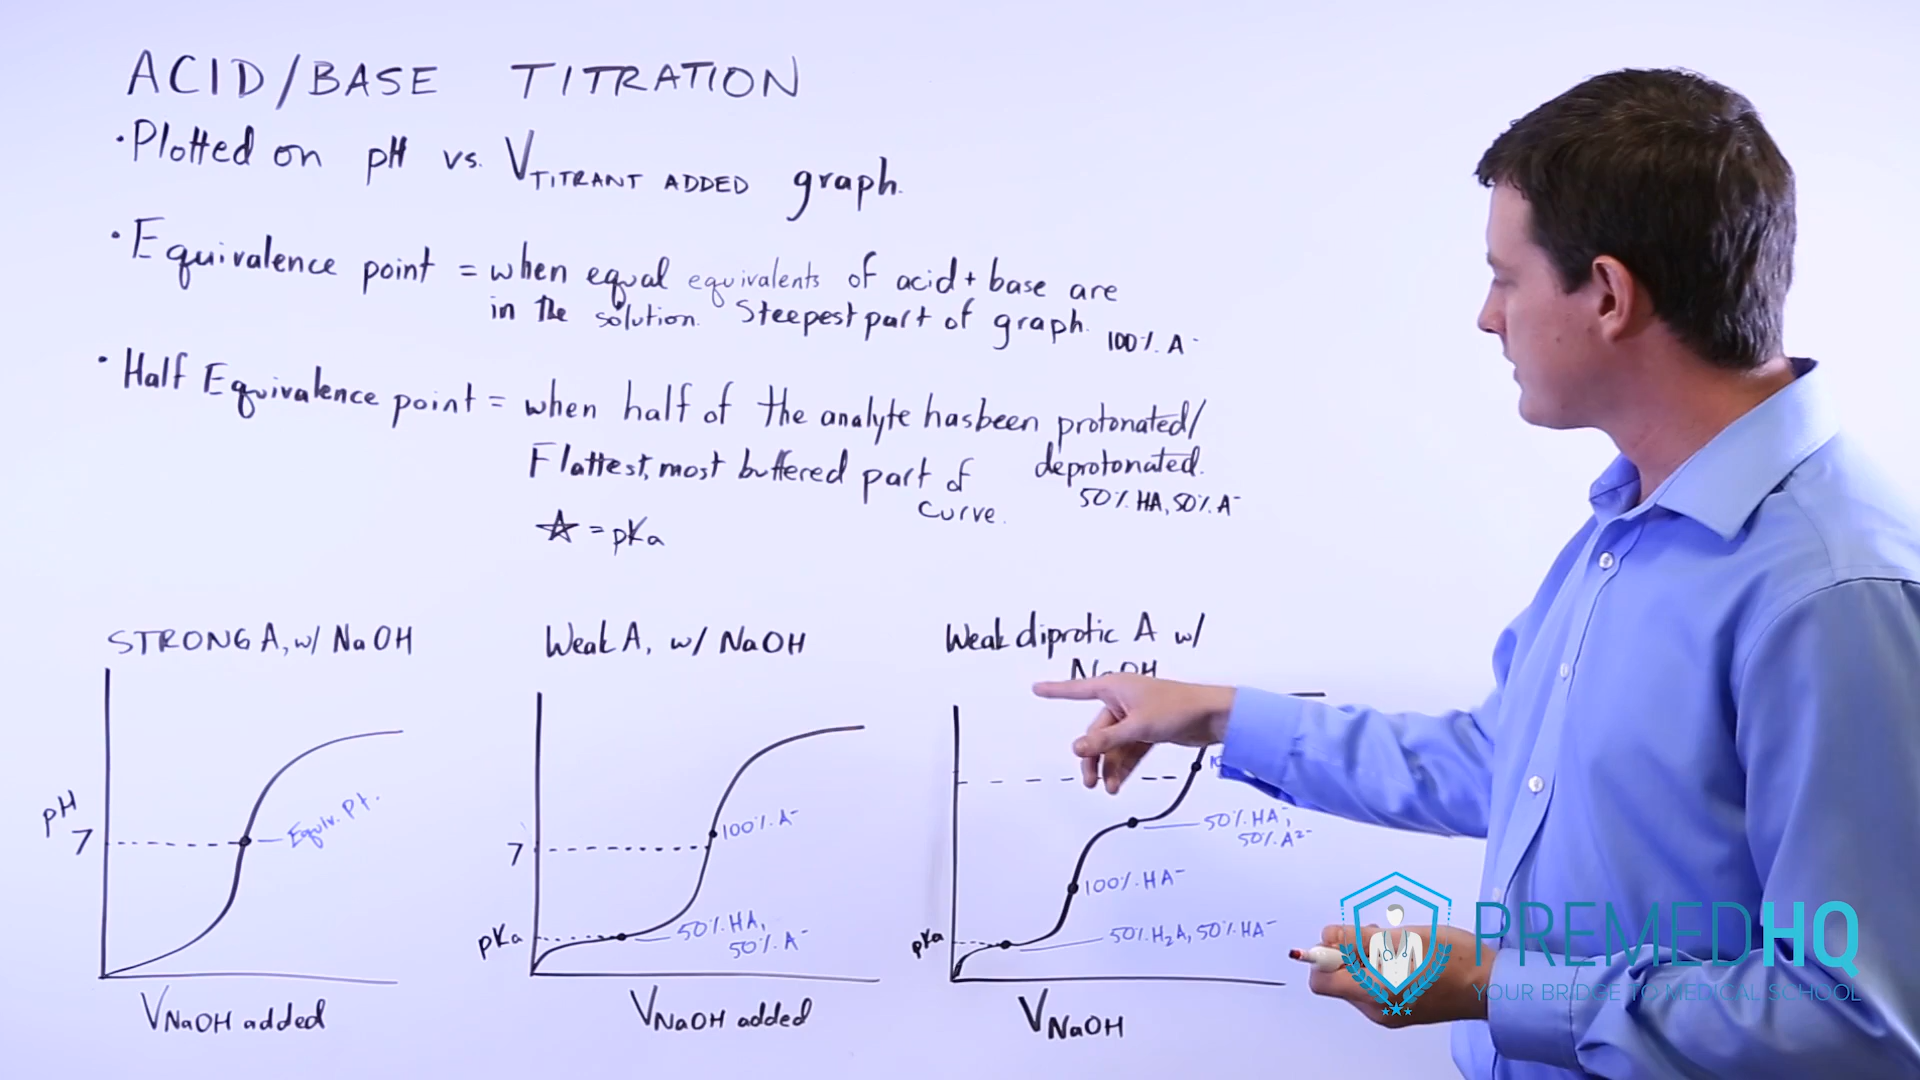 ACID/BASE TITRATION
•Plotted on pH vs. VTITRANT ADDED graph.
•Equivalence point = when equal equivalents of acid + base are
in the solution. Steepest part of graph. 100% A-
•Half Equivalence point = when half of the analyte has been protonated/
deprotonated.
Flattest, most buffered part of
curve.
50% HA, 50% A-
☆ = pKa
STRONG A, w/ NaOH
pH
7
Equiv. pt.
VNaOH added
Weak A, w/ NaOH
7
100% A-
pKa
50% HA,
50% A-
VNaOH added
Weak diprotic A w/
NaOH
50% HA-,
50% A2-
100% HA-
pKa
50% H2A, 50% HA-
VNaOH
PREMEDHQ
YOUR BRIDGE TO MEDICAL SCHOOL